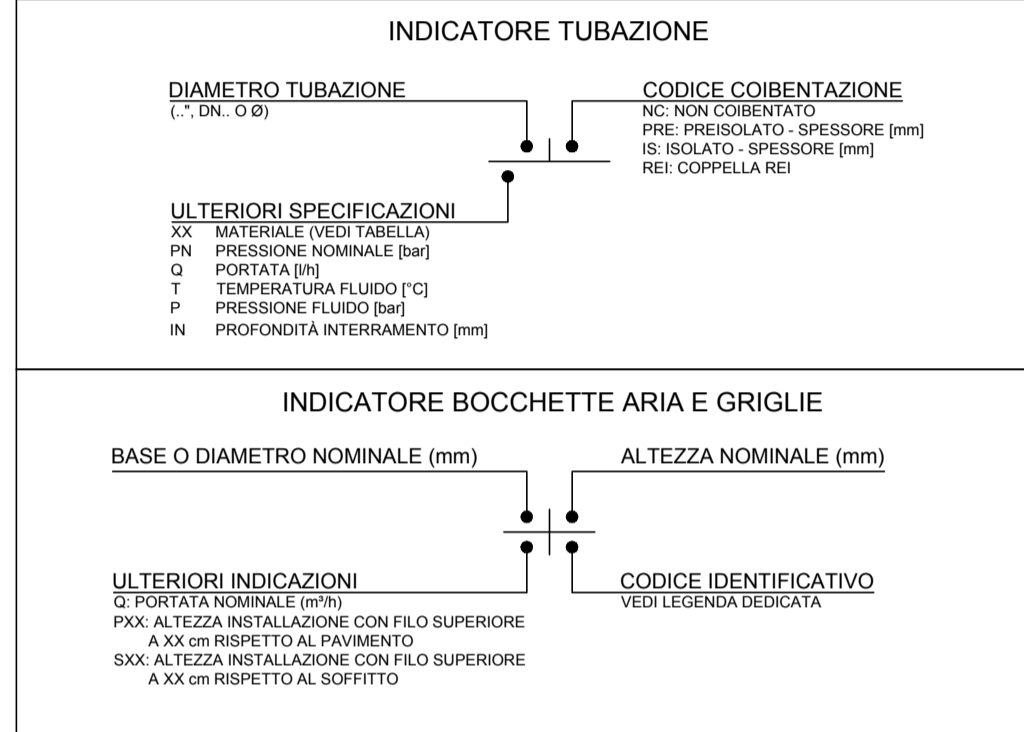 INDICATORE TUBAZIONE
DIAMETRO TUBAZIONE
(..", DN.. O Ø)
CODICE COIBENTAZIONE
NC: NON COIBENTATO
PRE: PREISOLATO - SPESSORE [mm]
IS: ISOLATO - SPESSORE [mm]
REI: COPPELLA REI
ULTERIORI SPECIFICAZIONI
XX MATERIALE (VEDI TABELLA)
PN PRESSIONE NOMINALE [bar]
Q PORTATA [l/h]
T TEMPERATURA FLUIDO [°C]
P PRESSIONE FLUIDO [bar]
IN PROFONDITÀ INTERRAMENTO [mm]
INDICATORE BOCCHETTE ARIA E GRIGLIE
BASE O DIAMETRO NOMINALE (mm)
ALTEZZA NOMINALE (mm)
ULTERIORI INDICAZIONI
Q: PORTATA NOMINALE (m³/h)
PXX: ALTEZZA INSTALLAZIONE CON FILO SUPERIORE
A XX cm RISPETTO AL PAVIMENTO
SXX: ALTEZZA INSTALLAZIONE CON FILO SUPERIORE
A XX cm RISPETTO AL SOFFITTO
CODICE IDENTIFICATIVO
VEDI LEGENDA DEDICATA